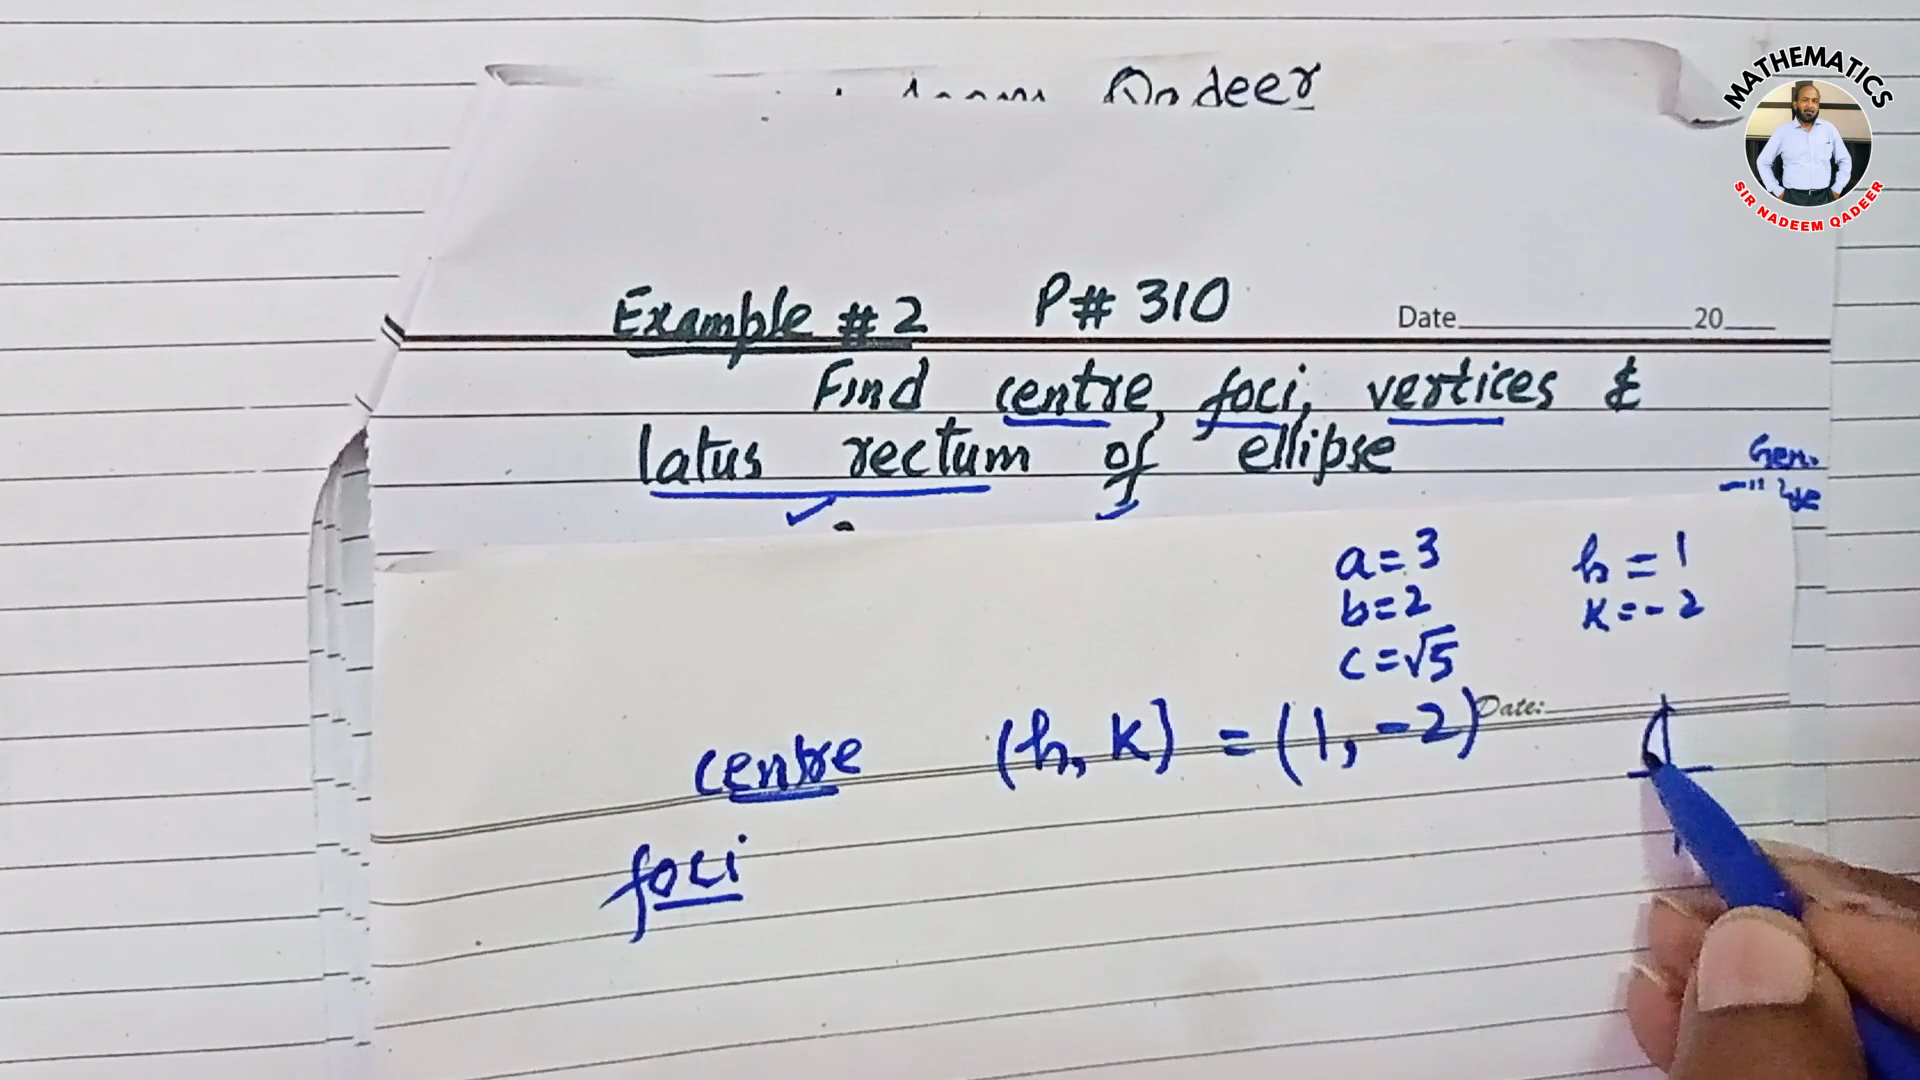 Qadeer
MATHEMATICS
SIR NADEEM QADEER
Example # 2 P# 310
Date 20
Find centre, foci, vertices &
latus rectum of ellipse
Gen.
a = 3 h = 1
b = 2 k = - 2
c = √5
Date:
centre (h, k) = (1, -2)
foci